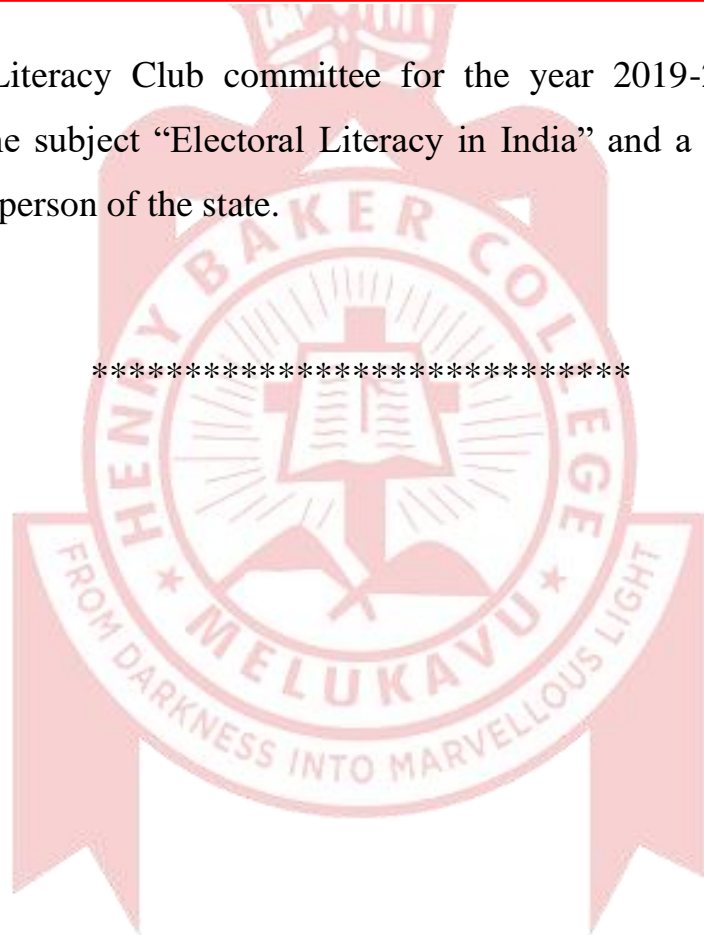 Literacy Club committee for the year 2019-
he subject “Electoral Literacy in India” and a
person of the state.
HENRY BAKER COLLEGE
*****************************
★ MELUKAVU ★
FROM DARKNESS INTO MARVELLOUS LIGHT